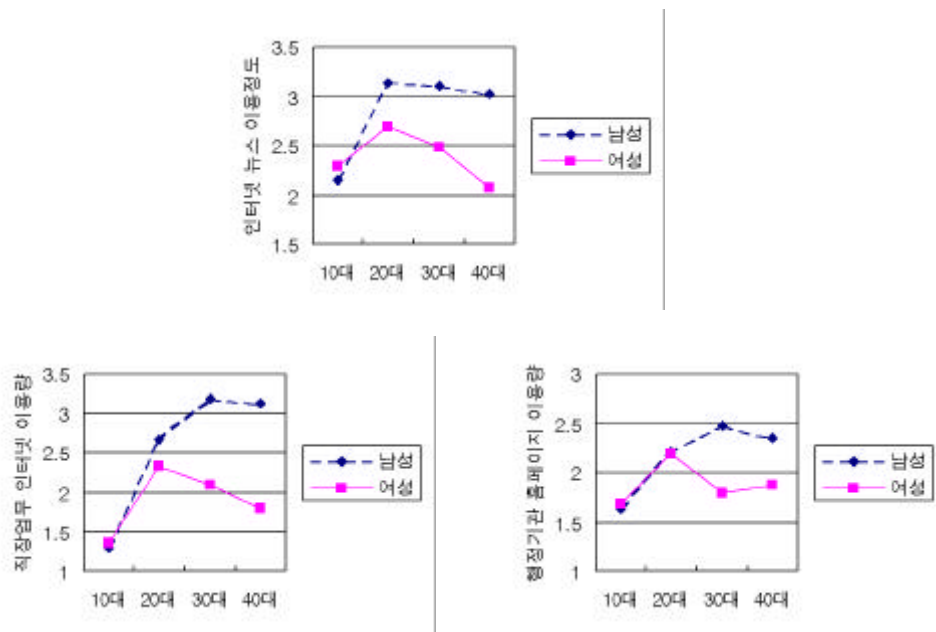 인터넷 뉴스 이용정도
3.5
3
2.5
2
1.5
10대 20대 30대 40대
남성
여성
직장업무 인터넷 이용량
3.5
3
2.5
2
1.5
1
10대 20대 30대 40대
남성
여성
행정기관 홈페이지 이용량
3
2.5
2
1.5
1
10대 20대 30대 40대
남성
여성